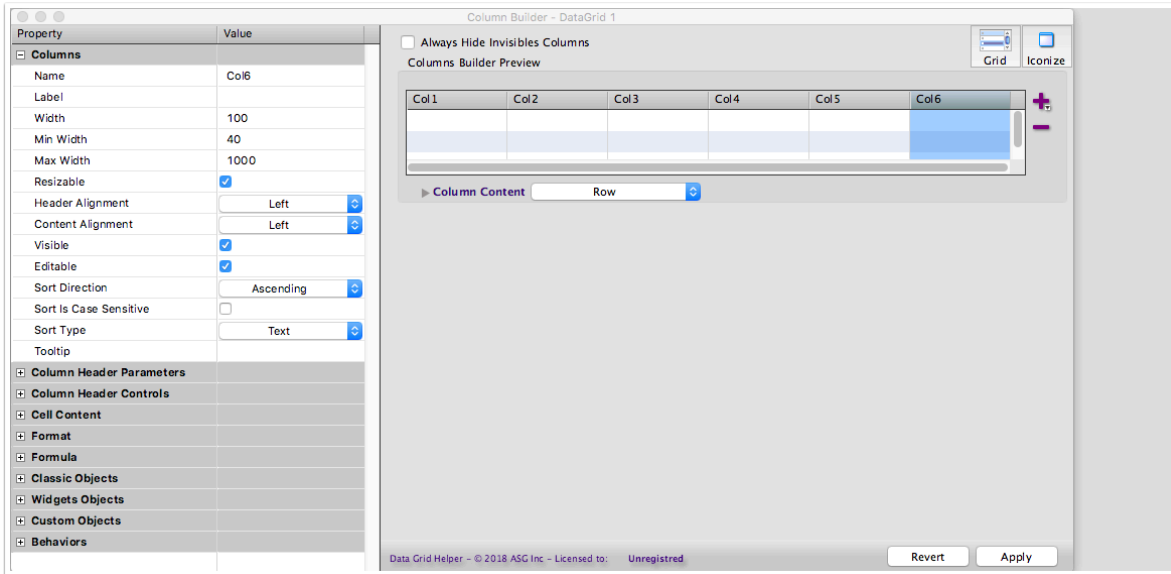 Column Builder - DataGrid 1
Property Value
Columns
Name Col6
Label
Width 100
Min Width 40
Max Width 1000
Resizable
Header Alignment Left
Content Alignment Left
Visible
Editable
Sort Direction Ascending
Sort Is Case Sensitive
Sort Type Text
Tooltip
Column Header Parameters
Column Header Controls
Cell Content
Format
Formula
Classic Objects
Widgets Objects
Custom Objects
Behaviors
Always Hide Invisibles Columns
Grid Iconize
Columns Builder Preview
Col1 Col2 Col3 Col4 Col5 Col6
Column Content Row
Data Grid Helper - © 2018 ASG Inc - Licensed to: Unregistred
Revert Apply